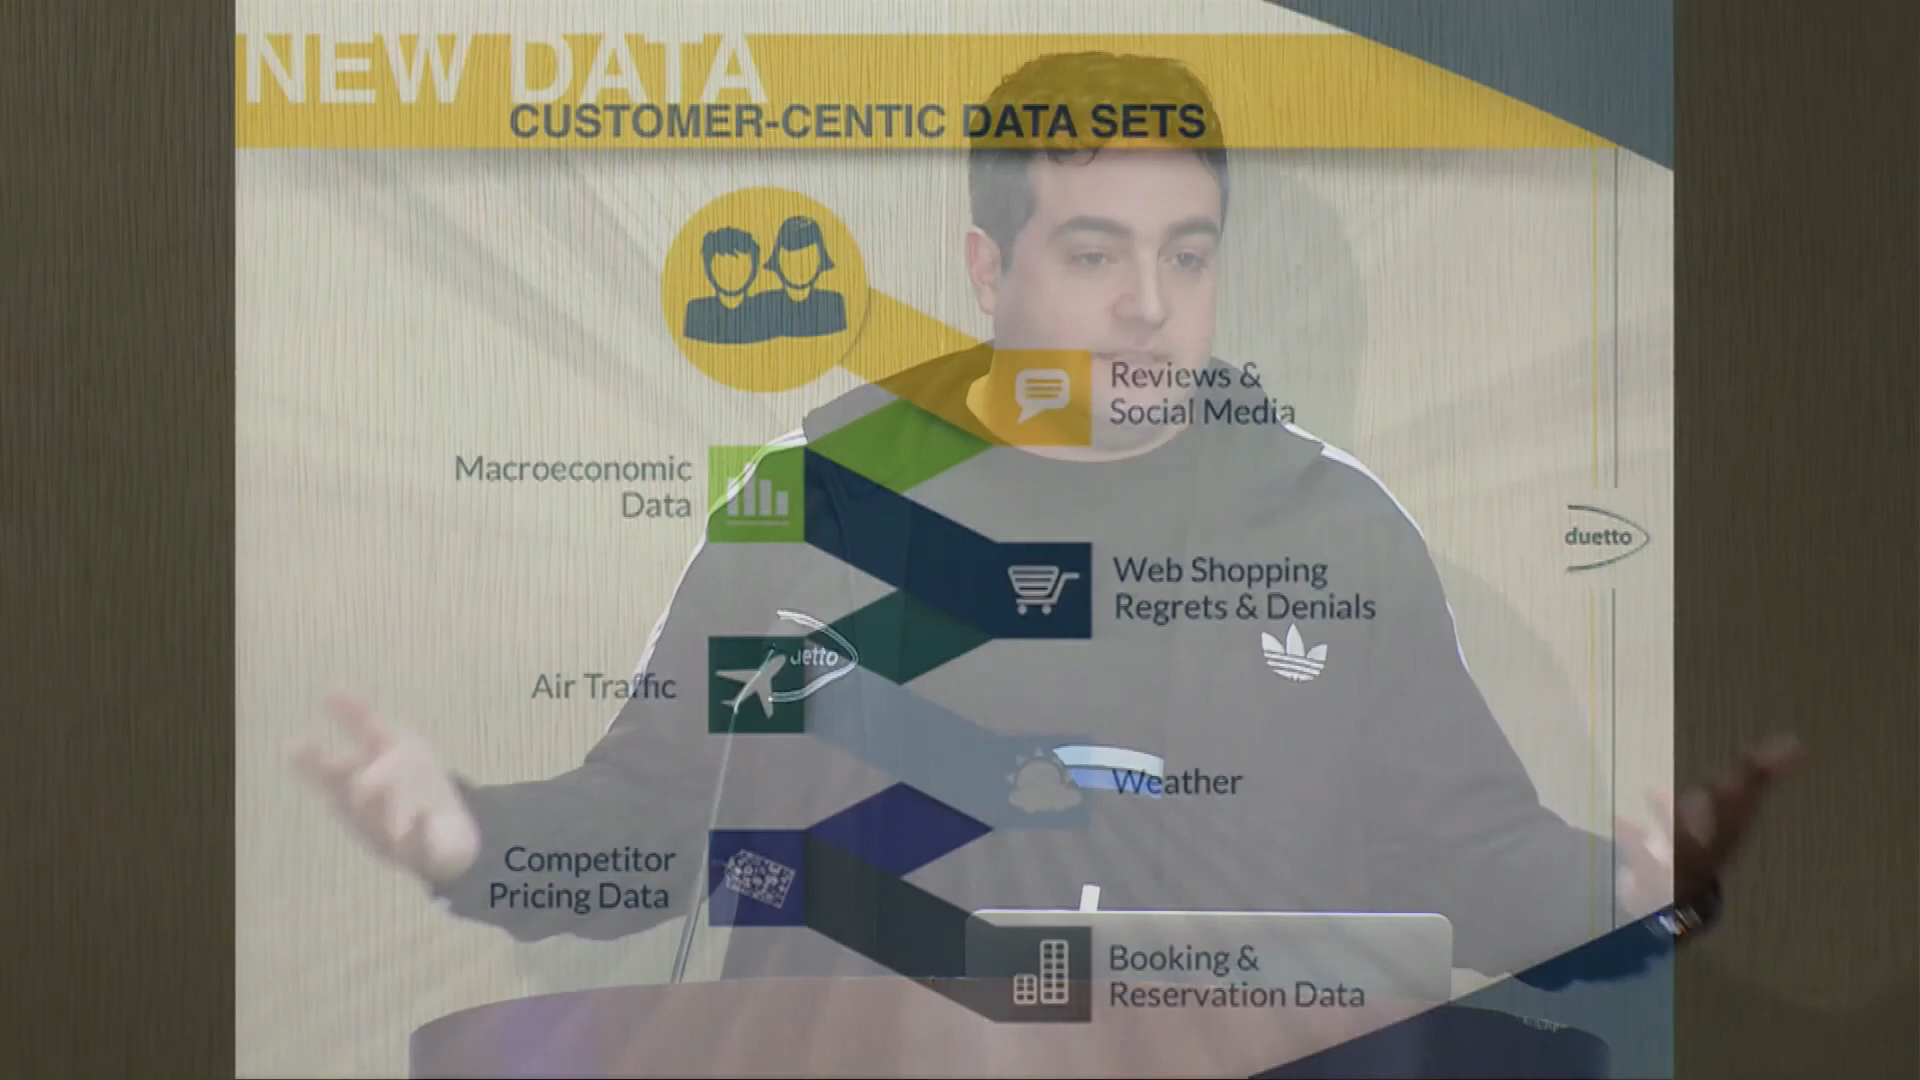 NEW DATA
CUSTOMER-CENTIC DATA SETS
Reviews &
Social Media
Macroeconomic
Data
Web Shopping
Regrets & Denials
duetto
Air Traffic
duetto
Weather
Competitor
Pricing Data
Booking &
Reservation Data